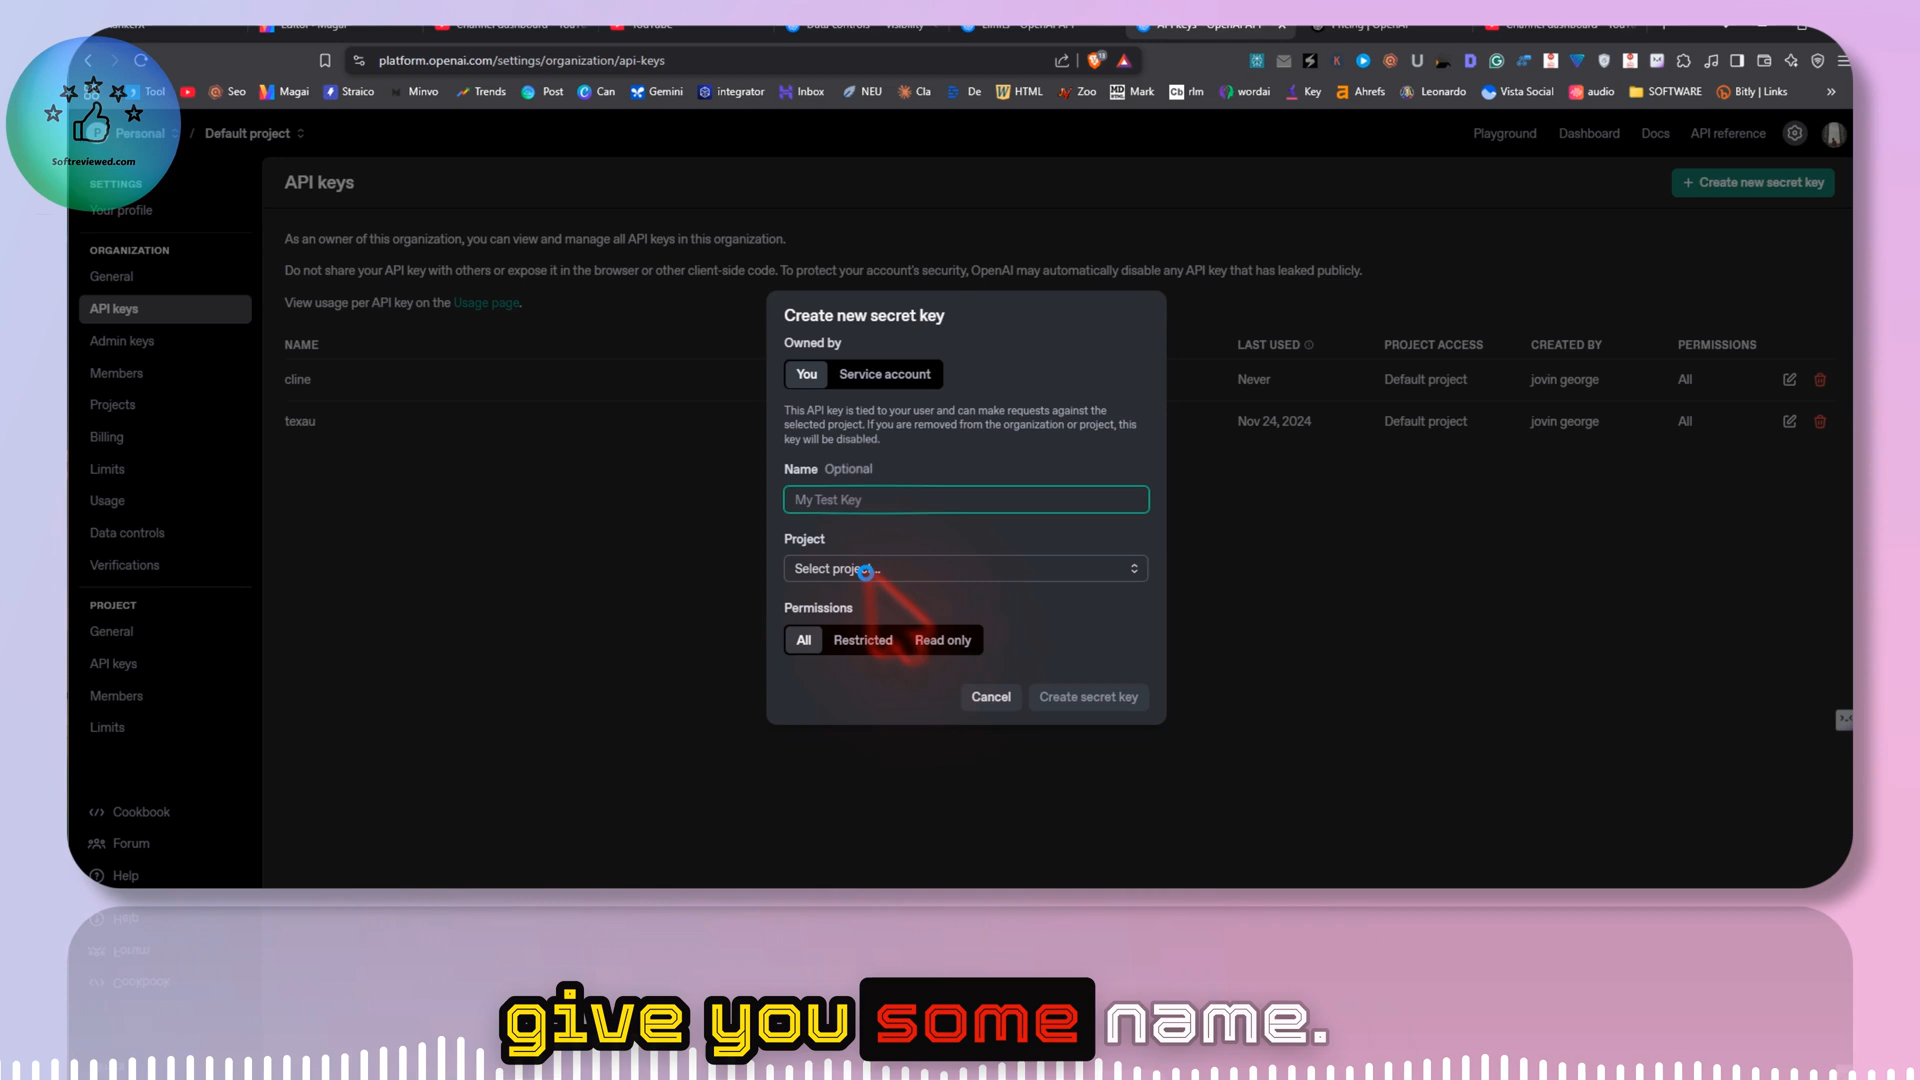 platform.openai.com/settings/organization/api-keys
Tool Seo Magai Straico Minvo Trends Post Can Gemini integrator Inbox NEU Cla De HTML Zoo Mark rlm wordai Key Ahrefs Leonardo Vista Social audio SOFTWARE Bitly | Links »
Softreviewed.com
P Personal / Default project
Playground Dashboard Docs API reference
SETTINGS
Your profile
ORGANIZATION
General
API keys
Admin keys
Members
Projects
Billing
Limits
Usage
Data controls
Verifications
PROJECT
General
API keys
Members
Limits
Cookbook
Forum
Help
API keys
+ Create new secret key
As an owner of this organization, you can view and manage all API keys in this organization.
Do not share your API key with others or expose it in the browser or other client-side code. To protect your account's security, OpenAI may automatically disable any API key that has leaked publicly.
View usage per API key on the Usage page.
NAME LAST USED PROJECT ACCESS CREATED BY PERMISSIONS
cline Never Default project jovin george All
texau Nov 24, 2024 Default project jovin george All
Create new secret key
Owned by
You Service account
This API key is tied to your user and can make requests against the
selected project. If you are removed from the organization or project, this
key will be disabled.
Name Optional
My Test Key
Project
Select project...
Permissions
All Restricted Read only
Cancel Create secret key
give you some name.